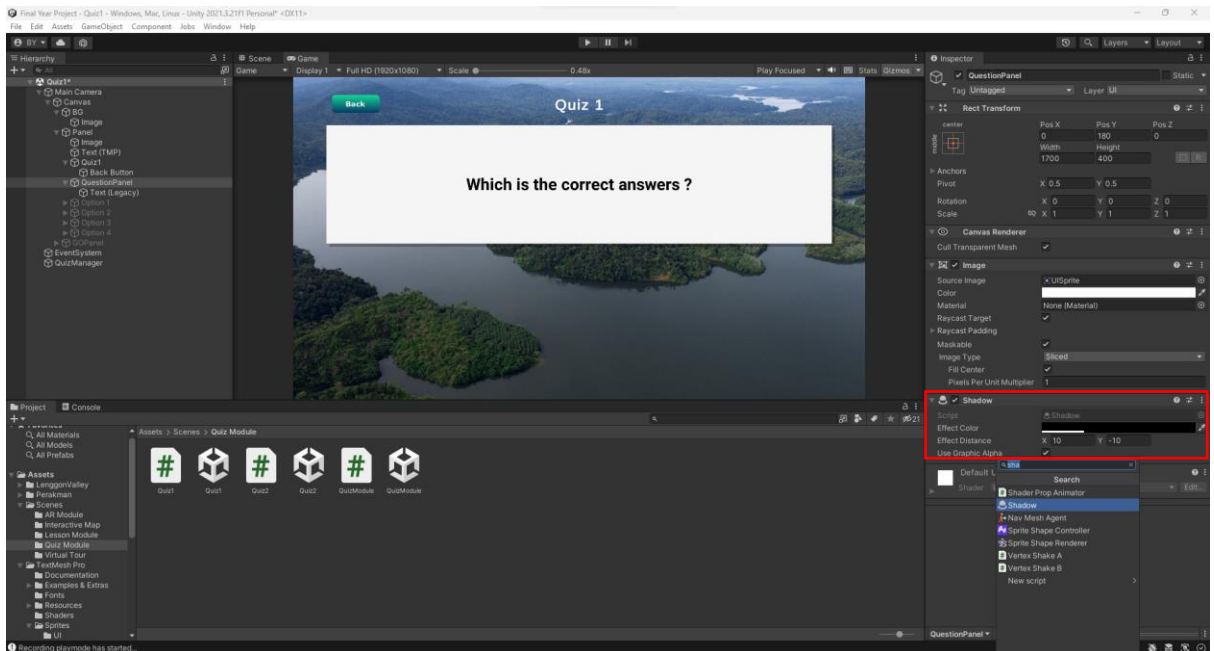 Final Year Project - Quiz1 - Windows, Mac, Linux - Unity 2021.3.21f1 Personal* <DX11>
File Edit Assets GameObject Component Jobs Window Help
BY
Layers
Layout
Hierarchy
All
Quiz1*
Main Camera
Canvas
BG
Image
Panel
Image
Text (TMP)
Quiz1
Back Button
QuestionPanel
Text (Legacy)
Option 1
Option 2
Option 3
Option 4
GOPanel
EventSystem
QuizManager
Scene Game
Game Display 1 Full HD (1920x1080) Scale 0.48x Play Focused Stats Gizmos
Back
Quiz 1
Which is the correct answers ?
Inspector
QuestionPanel Static
Tag Untagged Layer UI
Rect Transform
center Pos X Pos Y Pos Z
middle 0 180 0
Width Height
1700 400 R
Anchors
Pivot X 0.5 Y 0.5
Rotation X 0 Y 0 Z 0
Scale X 1 Y 1 Z 1
Canvas Renderer
Cull Transparent Mesh
Image
Source Image UISprite
Color
Material None (Material)
Raycast Target
Raycast Padding
Maskable
Image Type Sliced
Fill Center
Pixels Per Unit Multiplier 1
Shadow
Script Shadow
Effect Color
Effect Distance X 10 Y -10
Use Graphic Alpha
Default
Shader Edit...
sha
Search
Shader Prop Animator
Shadow
Nav Mesh Agent
Sprite Shape Controller
Sprite Shape Renderer
Vertex Shake A
Vertex Shake B
New script
QuestionPanel
Project Console
21
All Materials
All Models
All Prefabs
Assets
LenggonValley
Perakman
Scenes
AR Module
Interactive Map
Lesson Module
Quiz Module
Virtual Tour
TextMesh Pro
Documentation
Examples & Extras
Fonts
Resources
Shaders
Sprites
UI
Assets > Scenes > Quiz Module
# # #
Quiz1 Quiz1 Quiz2 Quiz2 QuizModule QuizModule
Recording playmode has started...